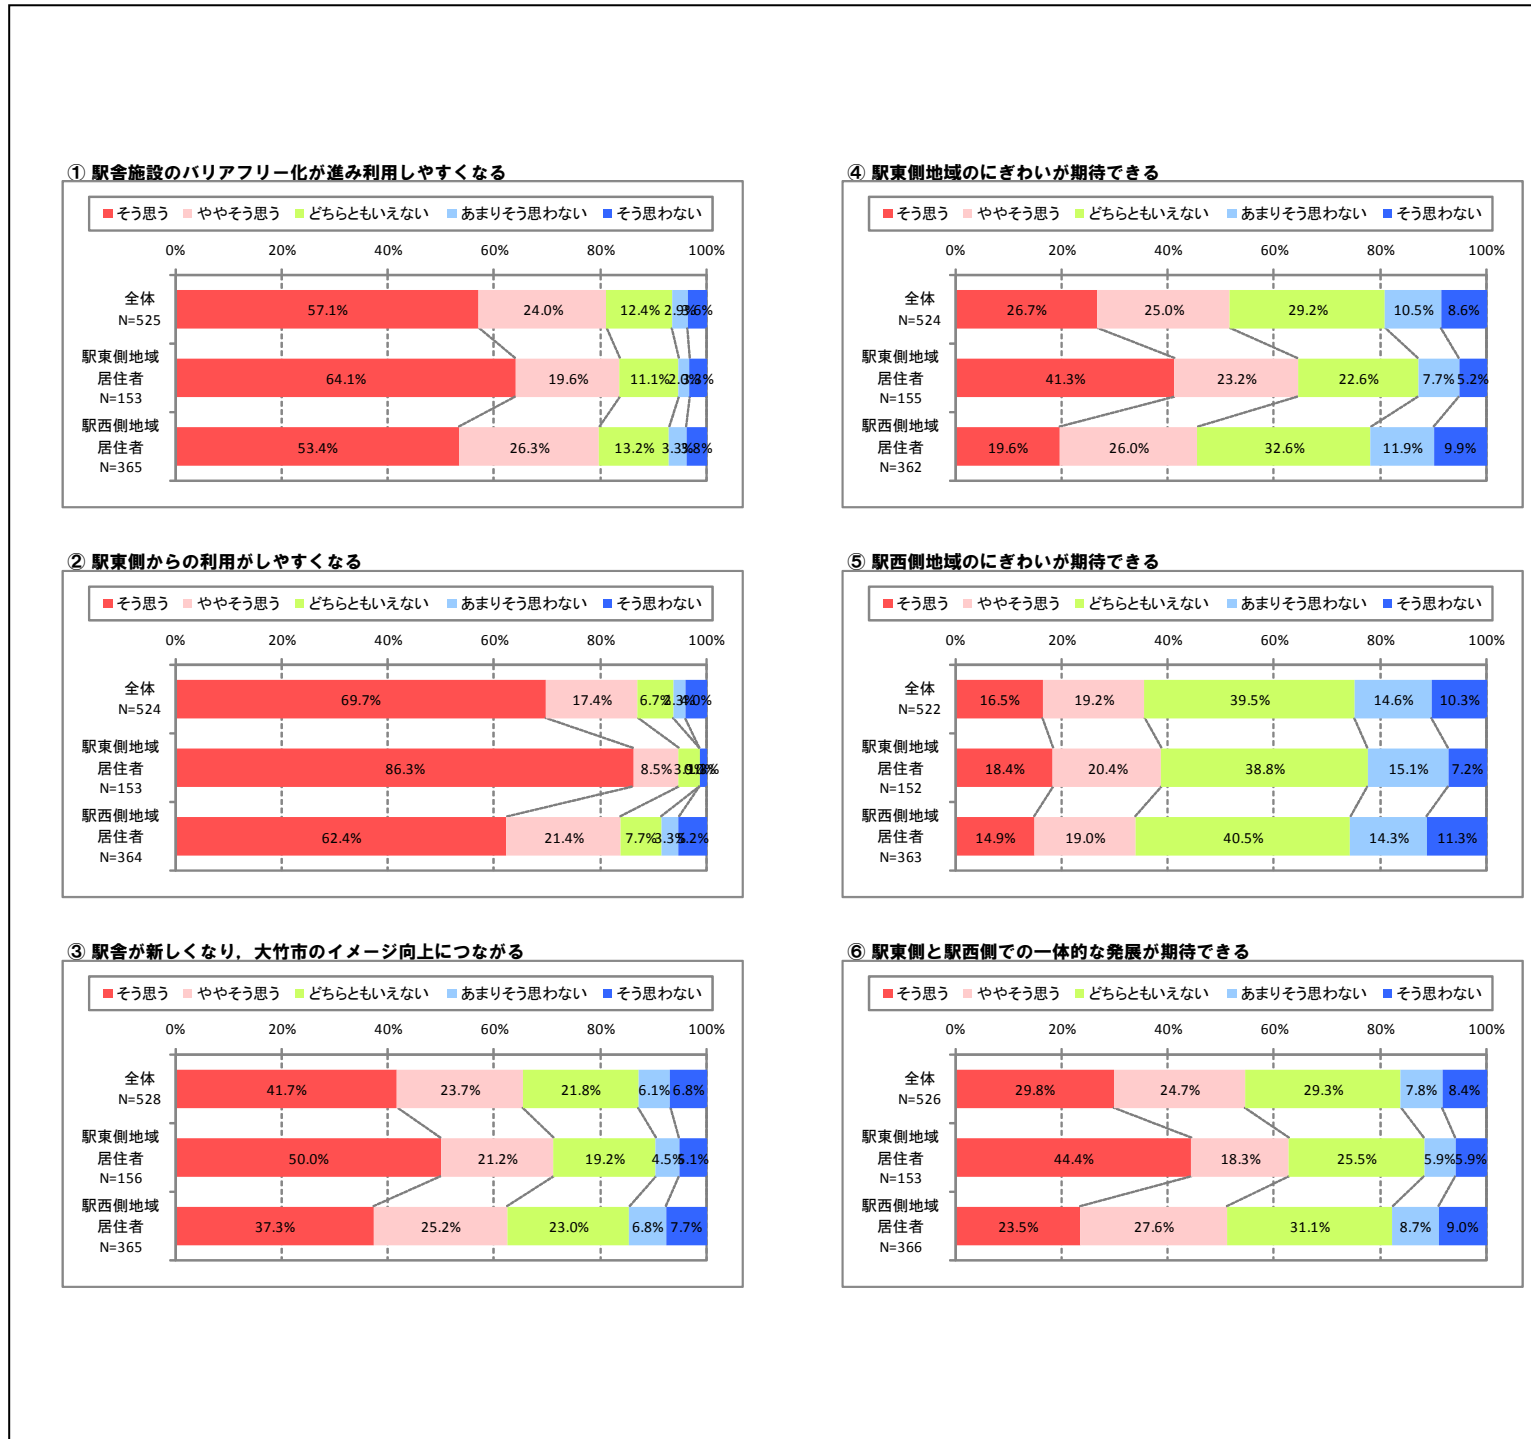 ① 駅舎施設のバリアフリー化が進み利用しやすくなる
そう思う ややそう思う どちらともいえない あまりそう思わない そう思わない
0% 20% 40% 60% 80% 100%
全体
N=525
57.1% 24.0% 12.4% 2.9% 3.6%
駅東側地域
居住者
N=153
64.1% 19.6% 11.1% 2.0% 3.3%
駅西側地域
居住者
N=365
53.4% 26.3% 13.2% 3.3% 3.8%
② 駅東側からの利用がしやすくなる
そう思う ややそう思う どちらともいえない あまりそう思わない そう思わない
0% 20% 40% 60% 80% 100%
全体
N=524
69.7% 17.4% 6.7% 2.3% 4.0%
駅東側地域
居住者
N=153
86.3% 8.5%
駅西側地域
居住者
N=364
62.4% 21.4% 7.7% 3.3% 5.2%
③ 駅舎が新しくなり，大竹市のイメージ向上につながる
そう思う ややそう思う どちらともいえない あまりそう思わない そう思わない
0% 20% 40% 60% 80% 100%
全体
N=528
41.7% 23.7% 21.8% 6.1% 6.8%
駅東側地域
居住者
N=156
50.0% 21.2% 19.2% 4.5% 5.1%
駅西側地域
居住者
N=365
37.3% 25.2% 23.0% 6.8% 7.7%
④ 駅東側地域のにぎわいが期待できる
そう思う ややそう思う どちらともいえない あまりそう思わない そう思わない
0% 20% 40% 60% 80% 100%
全体
N=524
26.7% 25.0% 29.2% 10.5% 8.6%
駅東側地域
居住者
N=155
41.3% 23.2% 22.6% 7.7% 5.2%
駅西側地域
居住者
N=362
19.6% 26.0% 32.6% 11.9% 9.9%
⑤ 駅西側地域のにぎわいが期待できる
そう思う ややそう思う どちらともいえない あまりそう思わない そう思わない
0% 20% 40% 60% 80% 100%
全体
N=522
16.5% 19.2% 39.5% 14.6% 10.3%
駅東側地域
居住者
N=152
18.4% 20.4% 38.8% 15.1% 7.2%
駅西側地域
居住者
N=363
14.9% 19.0% 40.5% 14.3% 11.3%
⑥ 駅東側と駅西側での一体的な発展が期待できる
そう思う ややそう思う どちらともいえない あまりそう思わない そう思わない
0% 20% 40% 60% 80% 100%
全体
N=526
29.8% 24.7% 29.3% 7.8% 8.4%
駅東側地域
居住者
N=153
44.4% 18.3% 25.5% 5.9% 5.9%
駅西側地域
居住者
N=366
23.5% 27.6% 31.1% 8.7% 9.0%